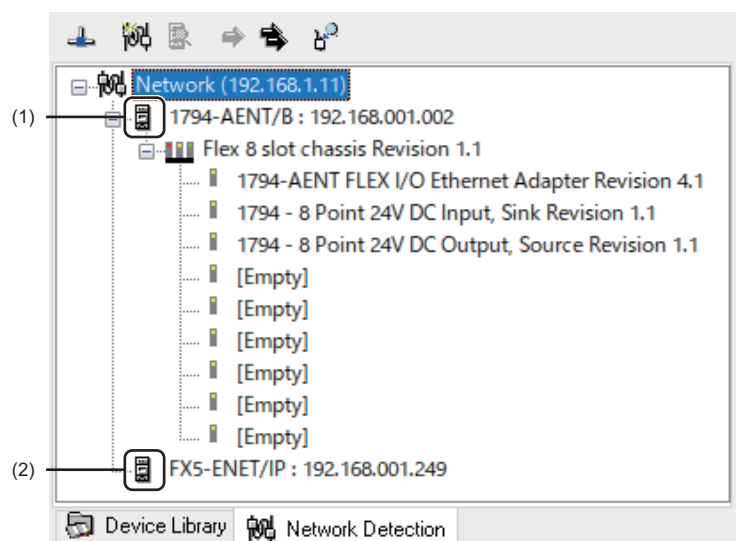 Network (192.168.1.11)
(1) 1794-AENT/B : 192.168.001.002
Flex 8 slot chassis Revision 1.1
1794-AENT FLEX I/O Ethernet Adapter Revision 4.1
1794 - 8 Point 24V DC Input, Sink Revision 1.1
1794 - 8 Point 24V DC Output, Source Revision 1.1
[Empty]
[Empty]
[Empty]
[Empty]
[Empty]
[Empty]
(2) FX5-ENET/IP : 192.168.001.249
Device Library Network Detection